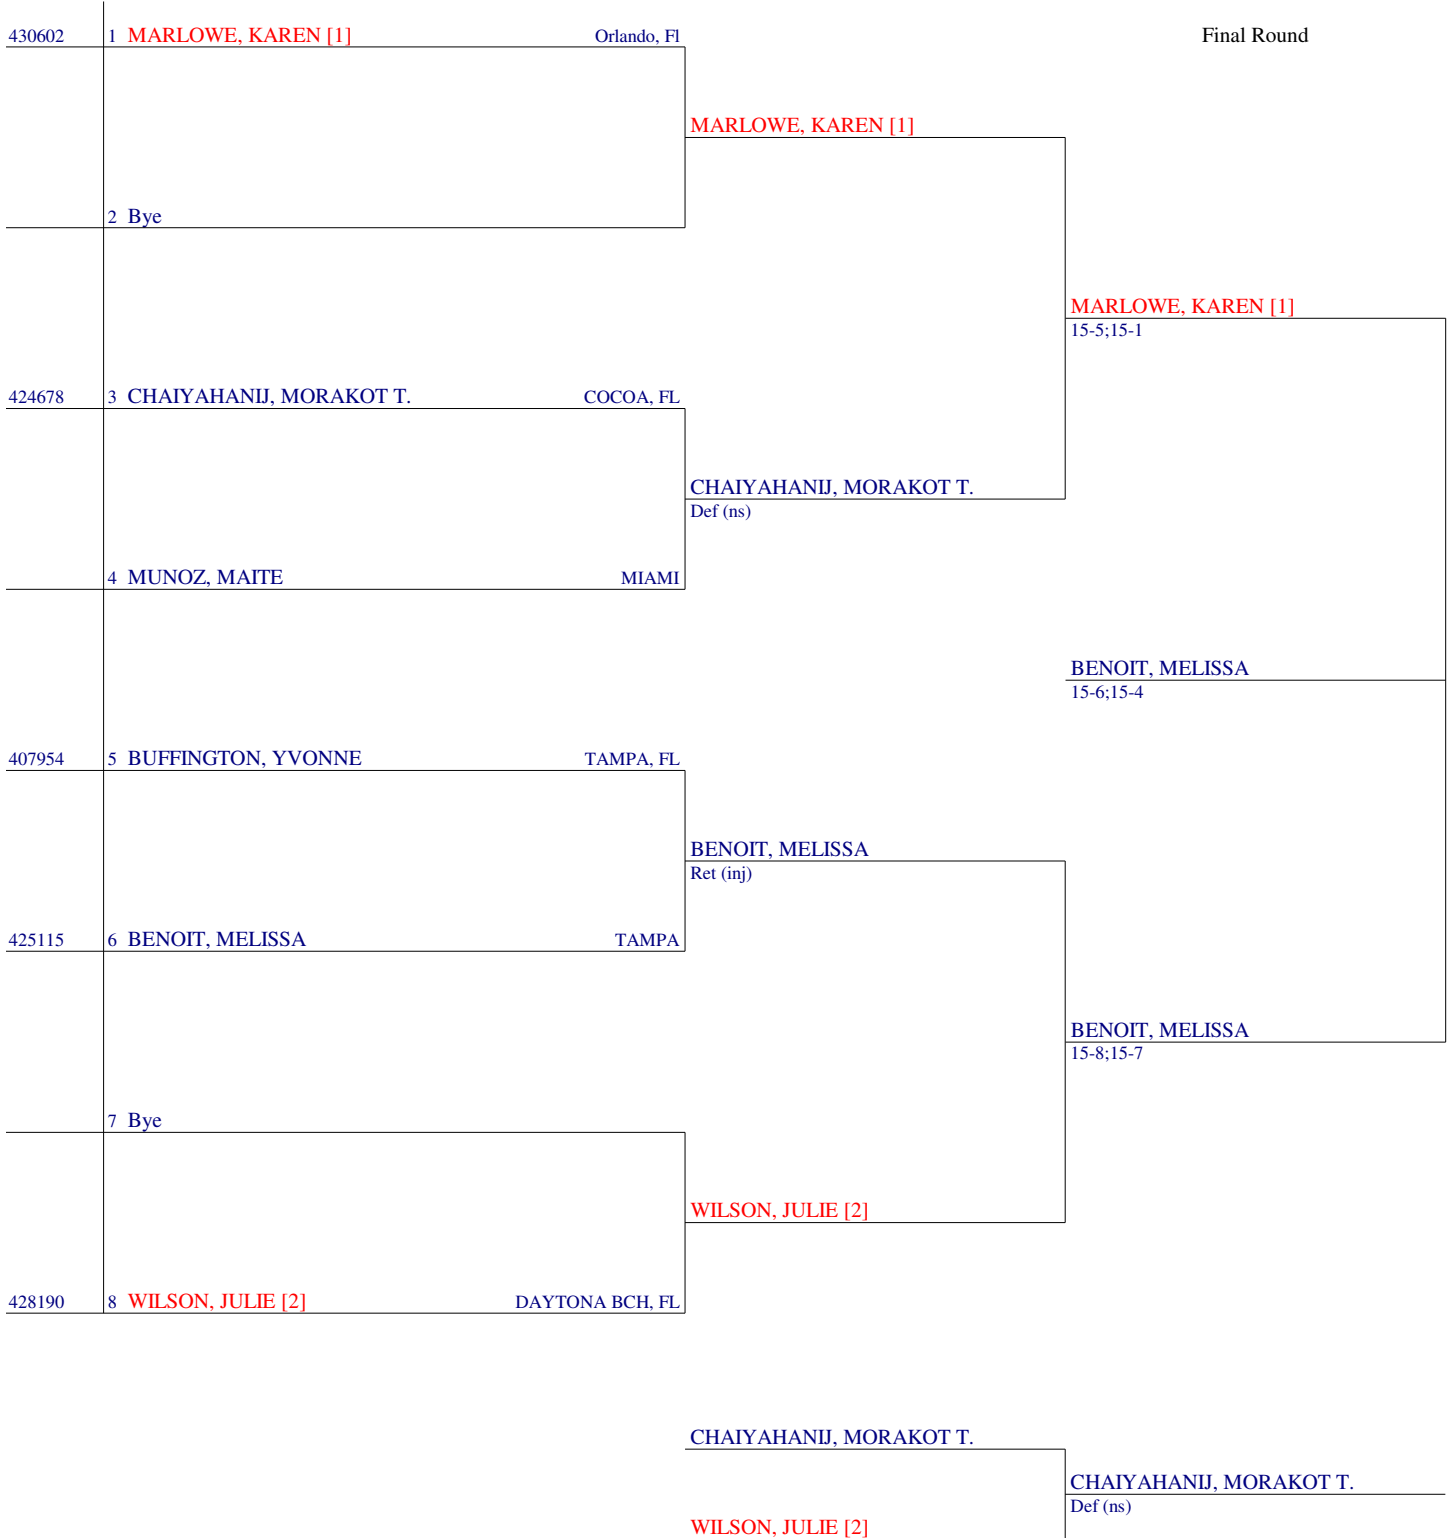 430602 1 MARLOWE, KAREN [1] Orlando, Fl Final Round
MARLOWE, KAREN [1]
2 Bye
MARLOWE, KAREN [1]
15-5;15-1
424678 3 CHAIYAHANIJ, MORAKOT T. COCOA, FL
CHAIYAHANIJ, MORAKOT T.
Def (ns)
4 MUNOZ, MAITE MIAMI
BENOIT, MELISSA
15-6;15-4
407954 5 BUFFINGTON, YVONNE TAMPA, FL
BENOIT, MELISSA
Ret (inj)
425115 6 BENOIT, MELISSA TAMPA
BENOIT, MELISSA
15-8;15-7
7 Bye
WILSON, JULIE [2]
428190 8 WILSON, JULIE [2] DAYTONA BCH, FL
CHAIYAHANIJ, MORAKOT T.
CHAIYAHANIJ, MORAKOT T.
Def (ns)
WILSON, JULIE [2]